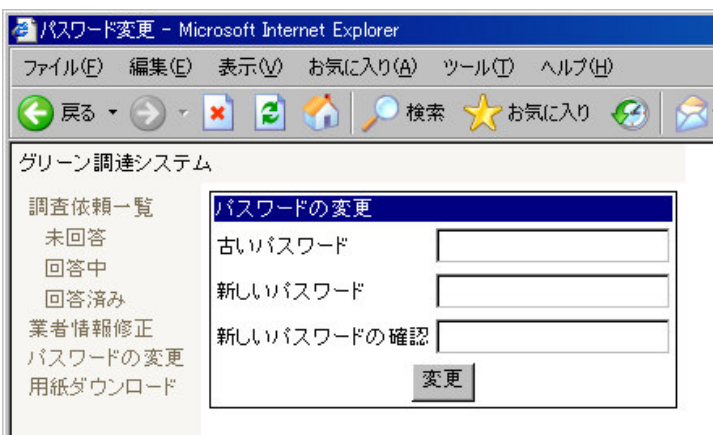 パスワード変更 - Microsoft Internet Explorer
ファイル(F) 編集(E) 表示(V) お気に入り(A) ツール(T) ヘルプ(H)
戻る 検索 お気に入り
グリーン調達システム
調査依頼一覧
未回答
回答中
回答済み
業者情報修正
パスワードの変更
用紙ダウンロード
パスワードの変更
古いパスワード
新しいパスワード
新しいパスワードの確認
変更